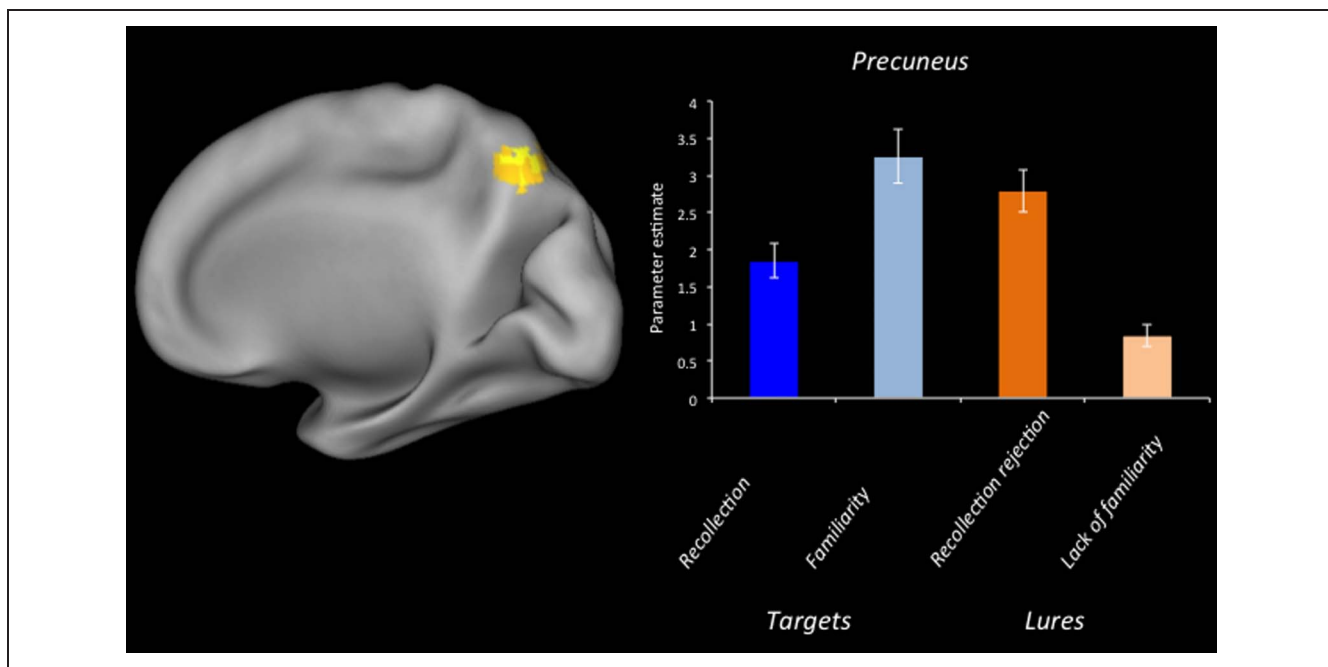 Precuneus
Parameter estimate
4
3.5
3
2.5
2
1.5
1
0.5
0
Recollection
Familiarity
Recollection rejection
Lack of familiarity
Targets
Lures